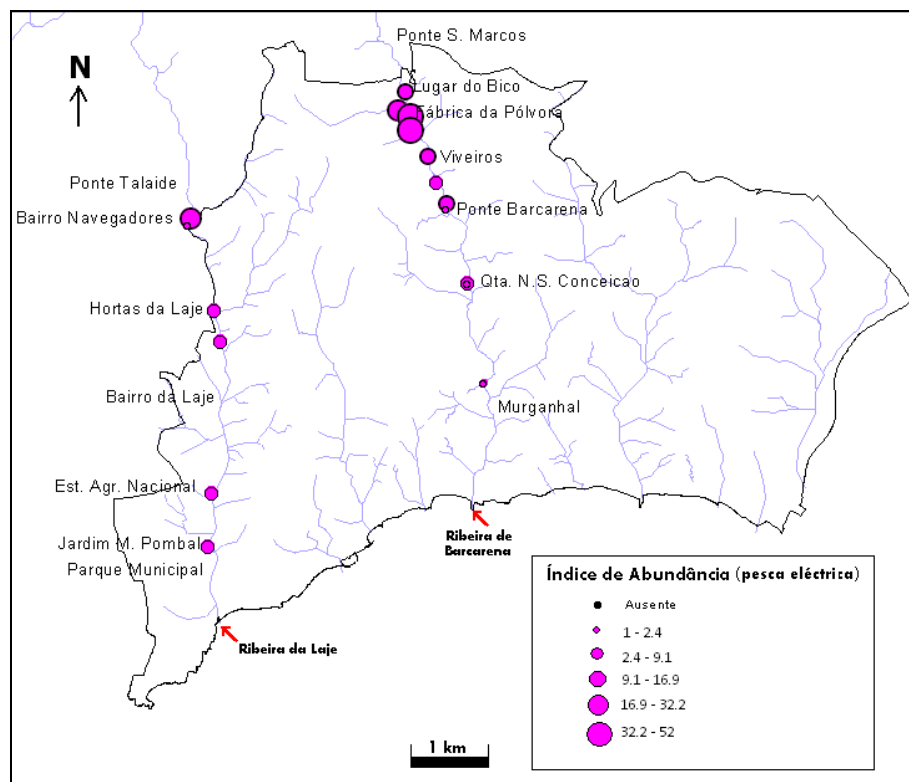 Ponte S. Marcos
N
Lugar do Bico
Fábrica da Pólvora
Viveiros
Ponte Talaide
Bairro Navegadores
Ponte Barcarena
Qta. N.S. Conceicao
Hortas da Laje
Bairro da Laje
Murganhal
Est. Agr. Nacional
Jardim M. Pombal
Parque Municipal
Ribeira de
Barcarena
Ribeira da Laje
Índice de Abundância (pesca eléctrica)
Ausente
1 - 2.4
2.4 - 9.1
9.1 - 16.9
16.9 - 32.2
32.2 - 52
1 km